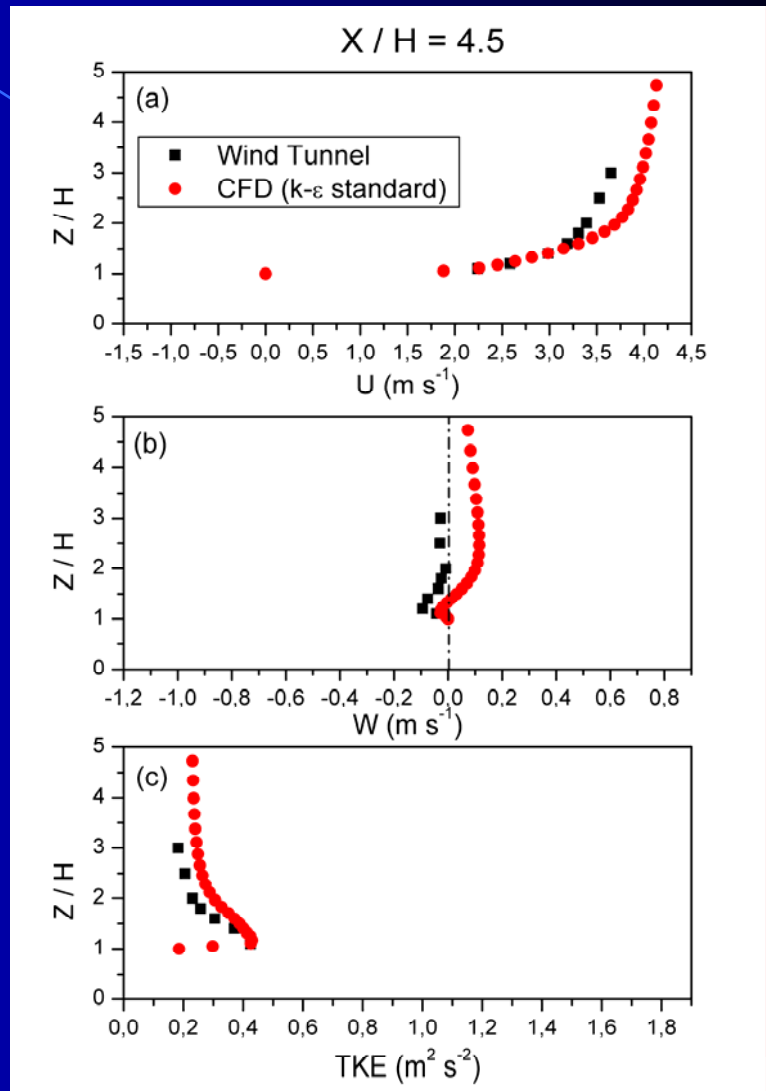 X / H = 4.5
(a)
Wind Tunnel
CFD (k-ε standard)
Z / H
5
4
3
2
1
0
-1,5 -1,0 -0,5 0,0 0,5 1,0 1,5 2,0 2,5 3,0 3,5 4,0 4,5
U (m s⁻¹)
(b)
Z / H
5
4
3
2
1
0
-1,2 -1,0 -0,8 -0,6 -0,4 -0,2 0,0 0,2 0,4 0,6 0,8
W (m s⁻¹)
(c)
Z / H
5
4
3
2
1
0
0,0 0,2 0,4 0,6 0,8 1,0 1,2 1,4 1,6 1,8
TKE (m² s⁻²)